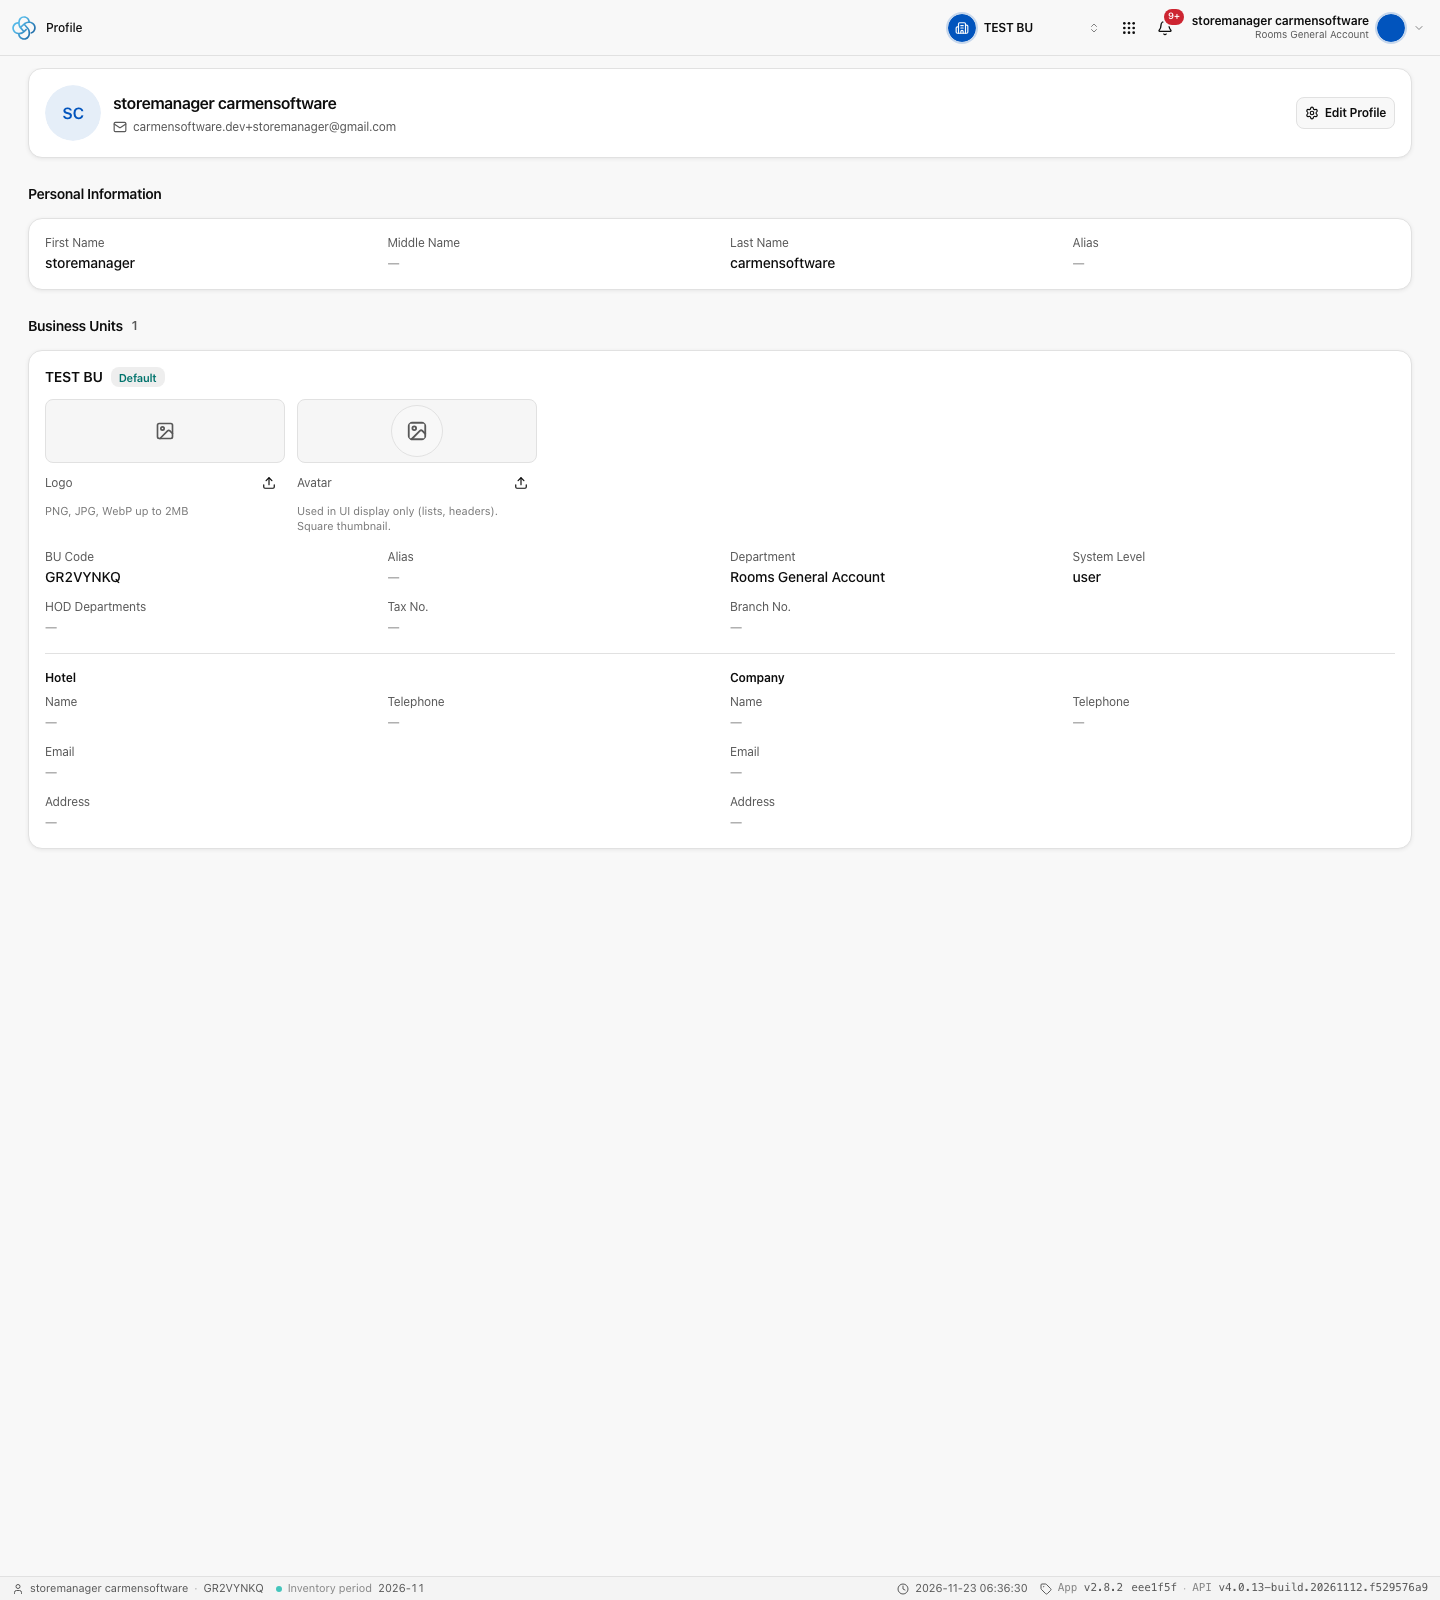 Profile
TEST BU
9+
storemanager carmensoftware
Rooms General Account
SC
storemanager carmensoftware
carmensoftware.dev+storemanager@gmail.com
Edit Profile
Personal Information
First Name
storemanager
Middle Name
—
Last Name
carmensoftware
Alias
—
Business Units 1
TEST BU Default
Logo
PNG, JPG, WebP up to 2MB
Avatar
Used in UI display only (lists, headers).
Square thumbnail.
BU Code
GR2VYNKQ
Alias
—
Department
Rooms General Account
System Level
user
HOD Departments
—
Tax No.
—
Branch No.
—
Hotel
Name
—
Telephone
—
Email
—
Address
—
Company
Name
—
Telephone
—
Email
—
Address
—
storemanager carmensoftware · GR2VYNKQ Inventory period 2026-11
2026-11-23 06:36:30 App v2.8.2 eee1f5f · API v4.0.13-build.20261112.f529576a9